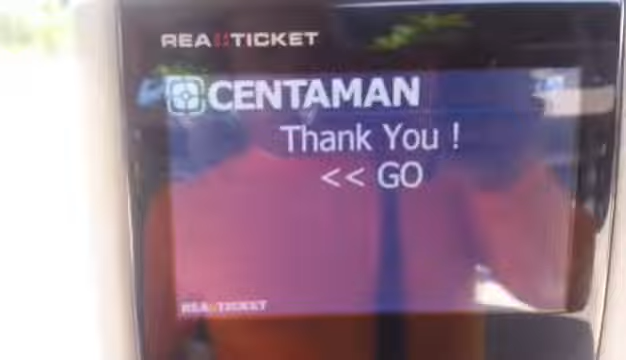 REA::TICKET
CENTAMAN
Thank You !
<< GO
REA::TICKET